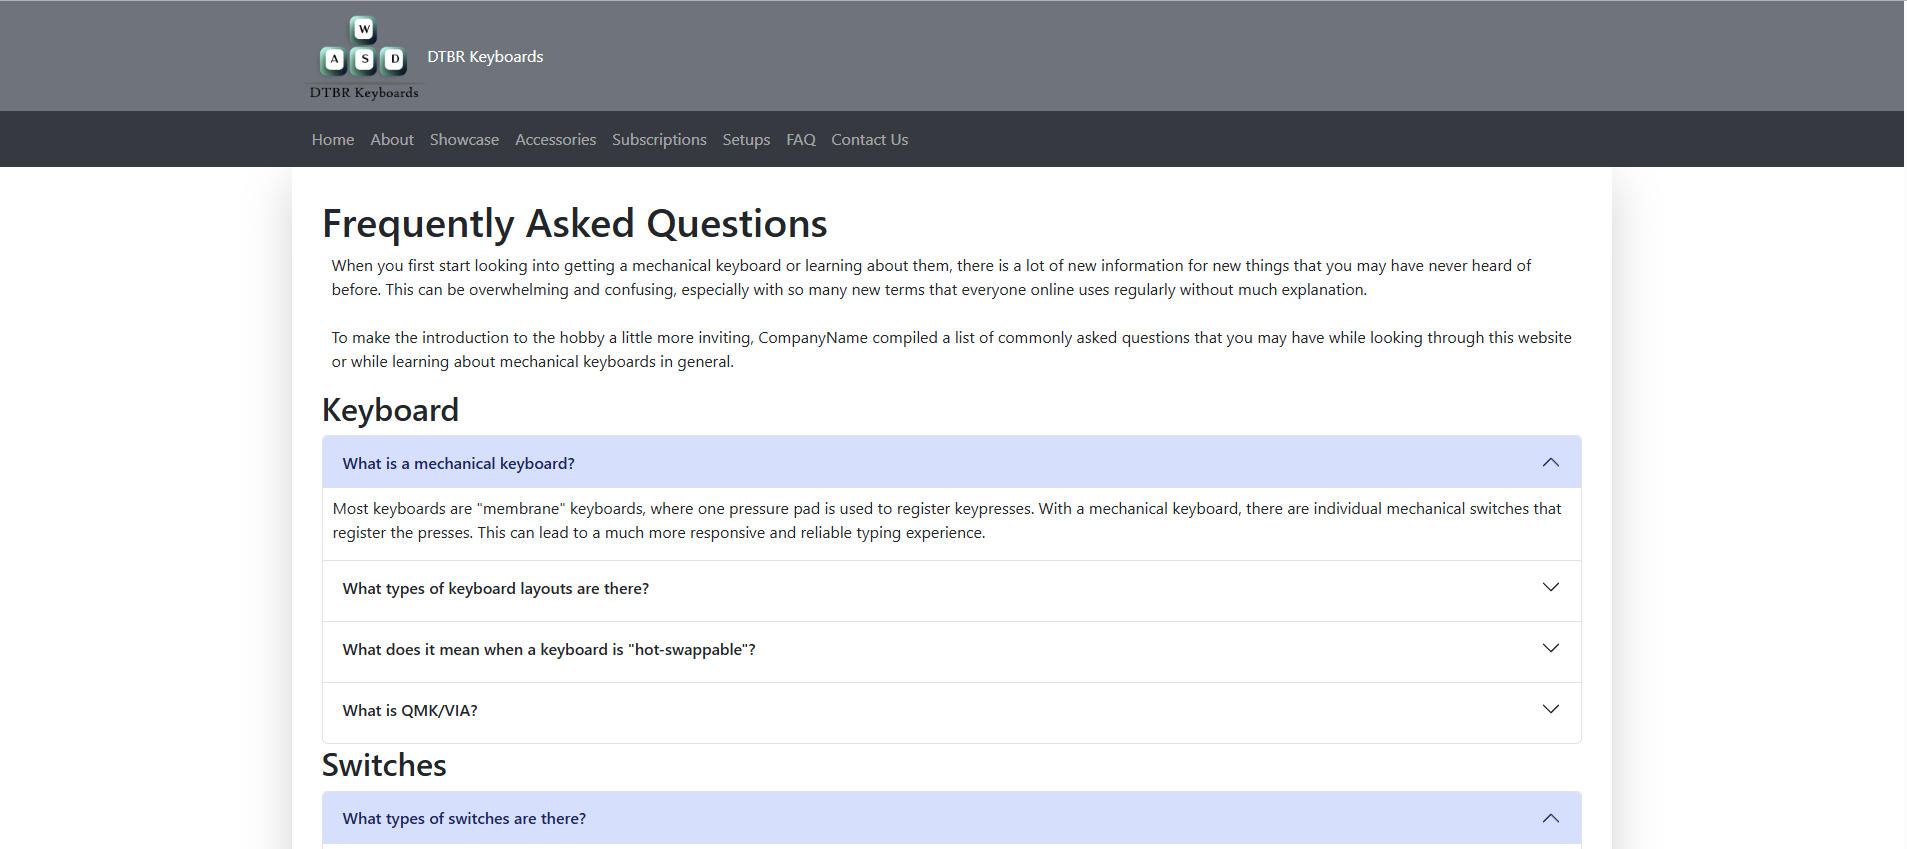 W
A S D
DTBR Keyboards
DTBR Keyboards
Home About Showcase Accessories Subscriptions Setups FAQ Contact Us
Frequently Asked Questions
When you first start looking into getting a mechanical keyboard or learning about them, there is a lot of new information for new things that you may have never heard of
before. This can be overwhelming and confusing, especially with so many new terms that everyone online uses regularly without much explanation.
To make the introduction to the hobby a little more inviting, CompanyName compiled a list of commonly asked questions that you may have while looking through this website
or while learning about mechanical keyboards in general.
Keyboard
What is a mechanical keyboard?
Most keyboards are "membrane" keyboards, where one pressure pad is used to register keypresses. With a mechanical keyboard, there are individual mechanical switches that
register the presses. This can lead to a much more responsive and reliable typing experience.
What types of keyboard layouts are there?
What does it mean when a keyboard is "hot-swappable"?
What is QMK/VIA?
Switches
What types of switches are there?